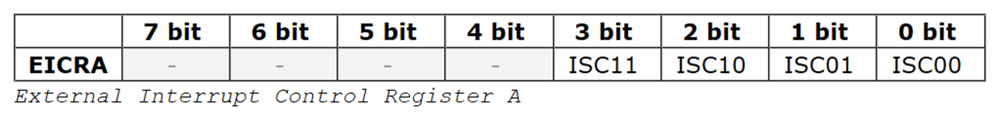 7 bit 6 bit 5 bit 4 bit 3 bit 2 bit 1 bit 0 bit
EICRA - - - - ISC11 ISC10 ISC01 ISC00
External Interrupt Control Register A